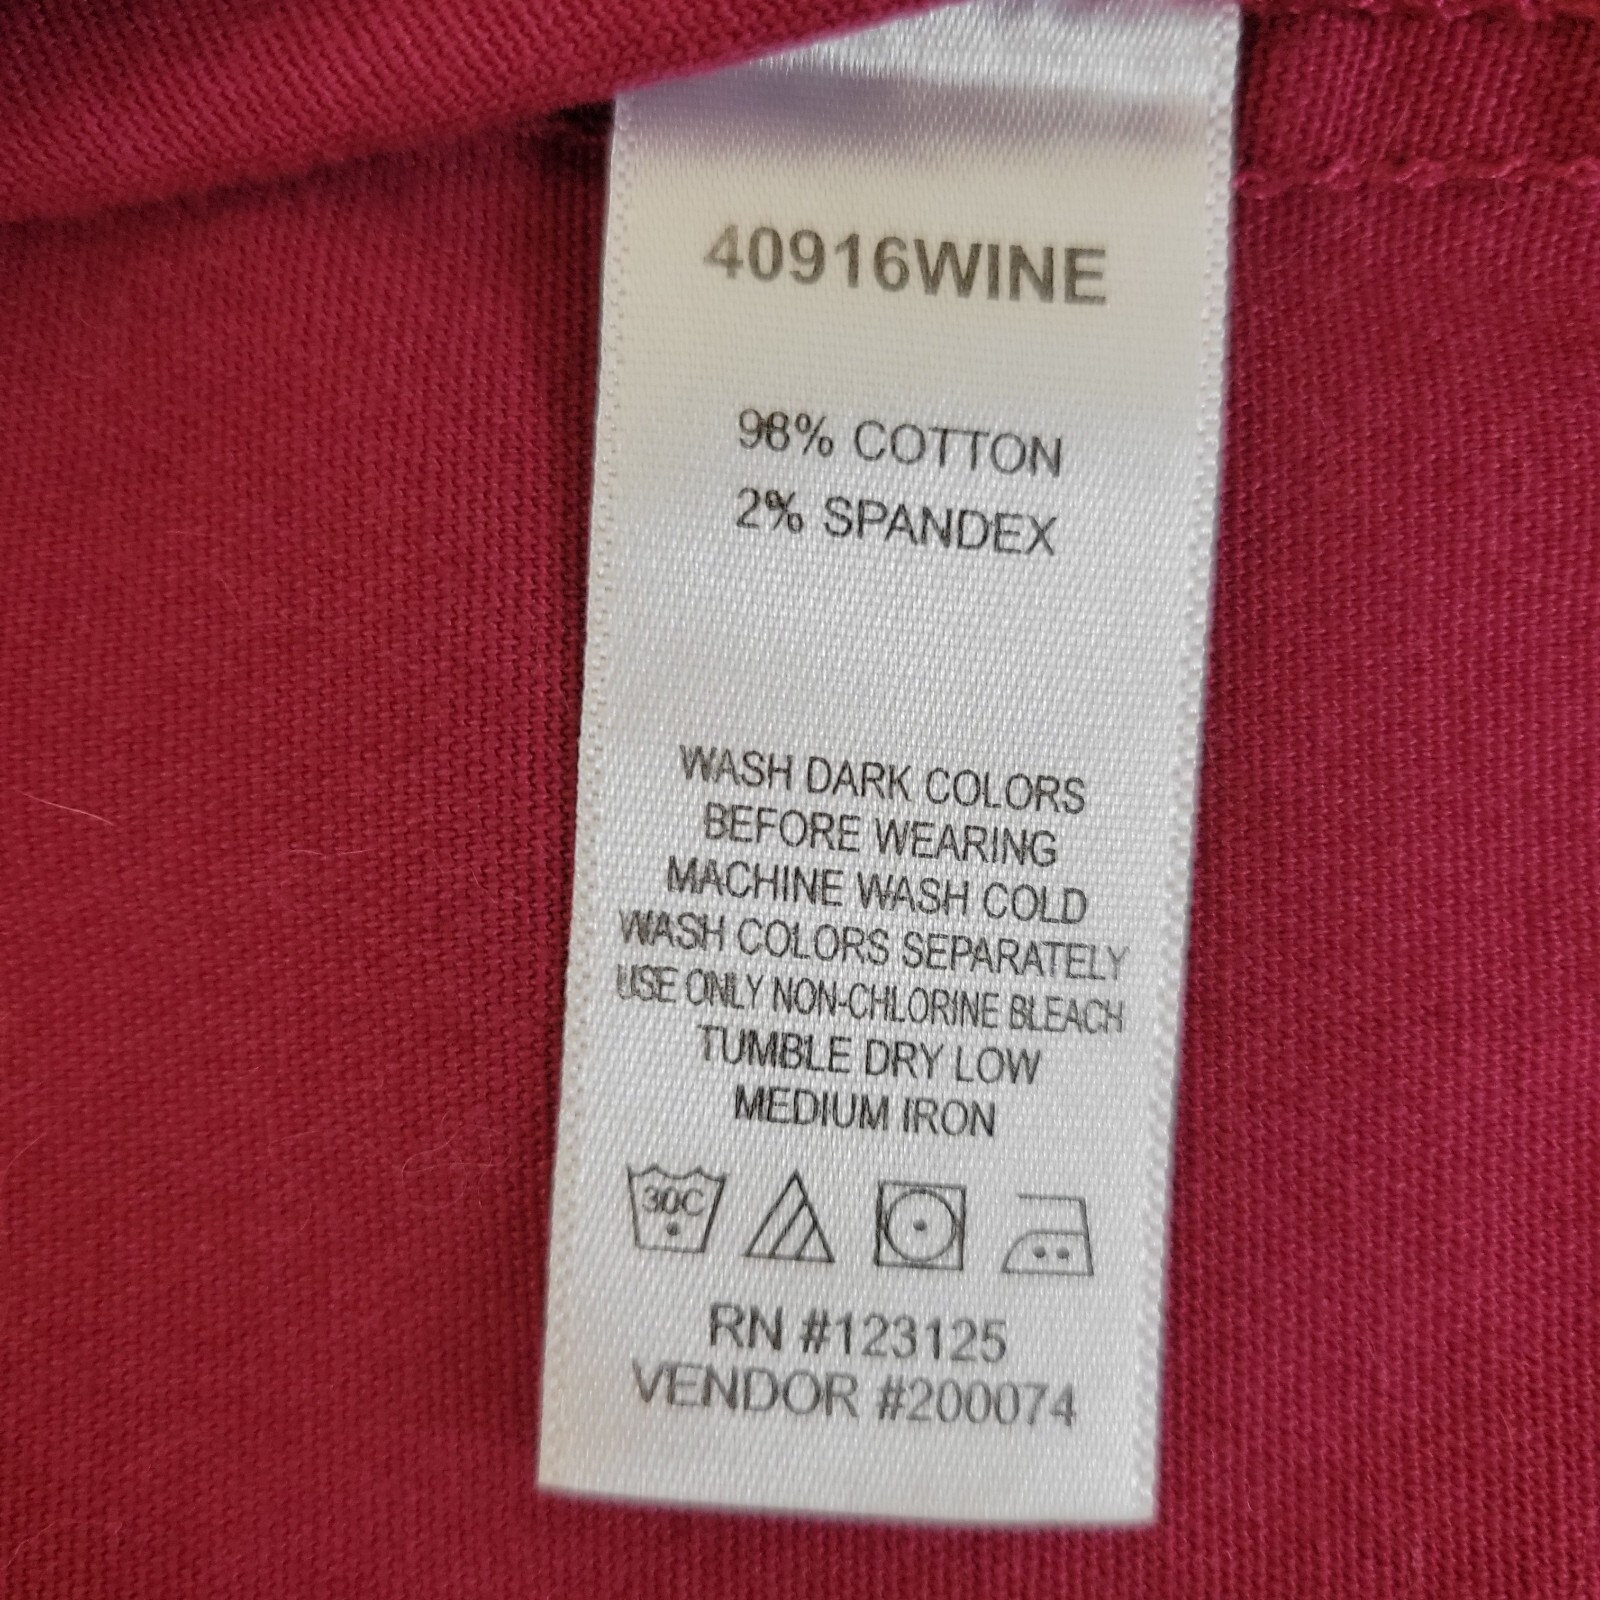 40916WINE
98% COTTON
2% SPANDEX
WASH DARK COLORS
BEFORE WEARING
MACHINE WASH COLD
WASH COLORS SEPARATELY
USE ONLY NON-CHLORINE BLEACH
TUMBLE DRY LOW
MEDIUM IRON
30C
RN #123125
VENDOR #200074